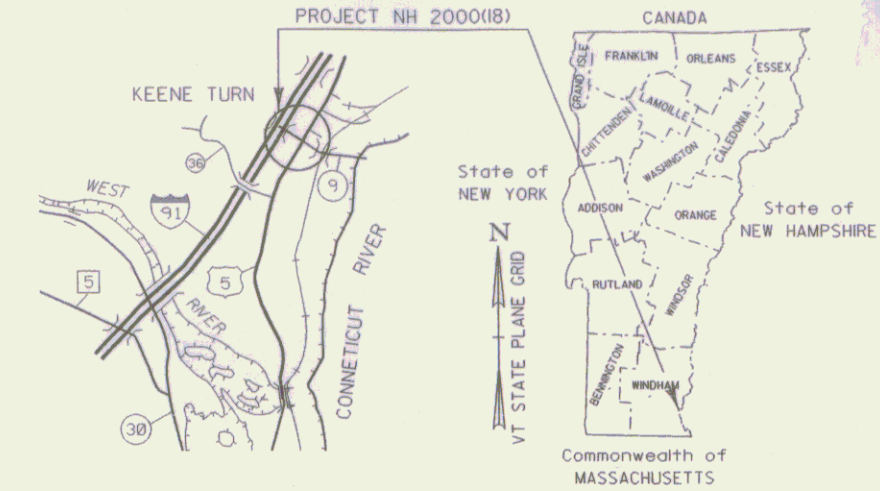 PROJECT NH 2000(18)
KEENE TURN
36
WEST
91
9
5
5
RIVER
CONNETICUT RIVER
30
CANADA
GRAND ISLE
FRANKLIN
ORLEANS
ESSEX
LAMOILLE
CHITTENDEN
CALEDONIA
WASHINGTON
State of
NEW YORK
ADDISON
ORANGE
State of
NEW HAMPSHIRE
N
VT STATE PLANE GRID
RUTLAND
WINDSOR
BENNINGTON
WINDHAM
Commonwealth of
MASSACHUSETTS